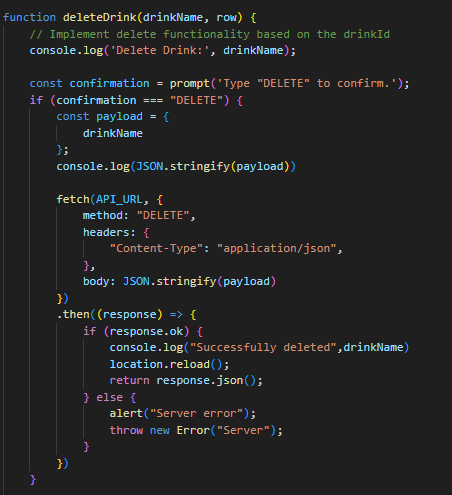 function deleteDrink(drinkName, row) {
    // Implement delete functionality based on the drinkId
    console.log('Delete Drink:', drinkName);

    const confirmation = prompt('Type "DELETE" to confirm.');
    if (confirmation === "DELETE") {
        const payload = {
            drinkName
        };
        console.log(JSON.stringify(payload))

        fetch(API_URL, {
            method: "DELETE",
            headers: {
                "Content-Type": "application/json",
            },
            body: JSON.stringify(payload)
        })
        .then((response) => {
            if (response.ok) {
                console.log("Successfully deleted",drinkName)
                location.reload();
                return response.json();
            } else {
                alert("Server error");
                throw new Error("Server");
            }
        })
    }